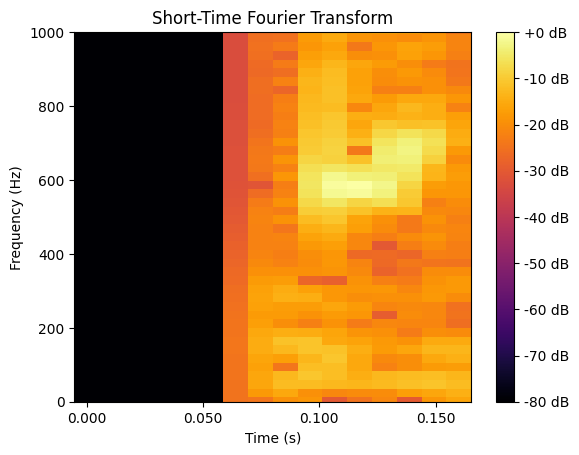 Short-Time Fourier Transform
1000
800
600
400
200
0
Frequency (Hz)
0.000
0.050
0.100
0.150
Time (s)
+0 dB
-10 dB
-20 dB
-30 dB
-40 dB
-50 dB
-60 dB
-70 dB
-80 dB